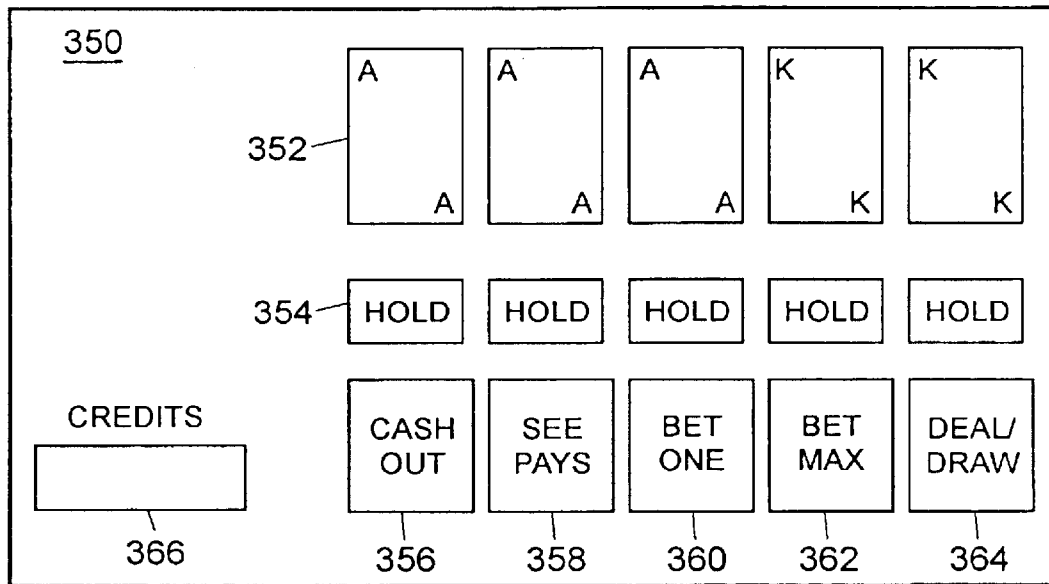 350
A A A K K
352
A A A K K
354 HOLD HOLD HOLD HOLD HOLD
CREDITS
CASH OUT
SEE PAYS
BET ONE
BET MAX
DEAL/ DRAW
366 356 358 360 362 364